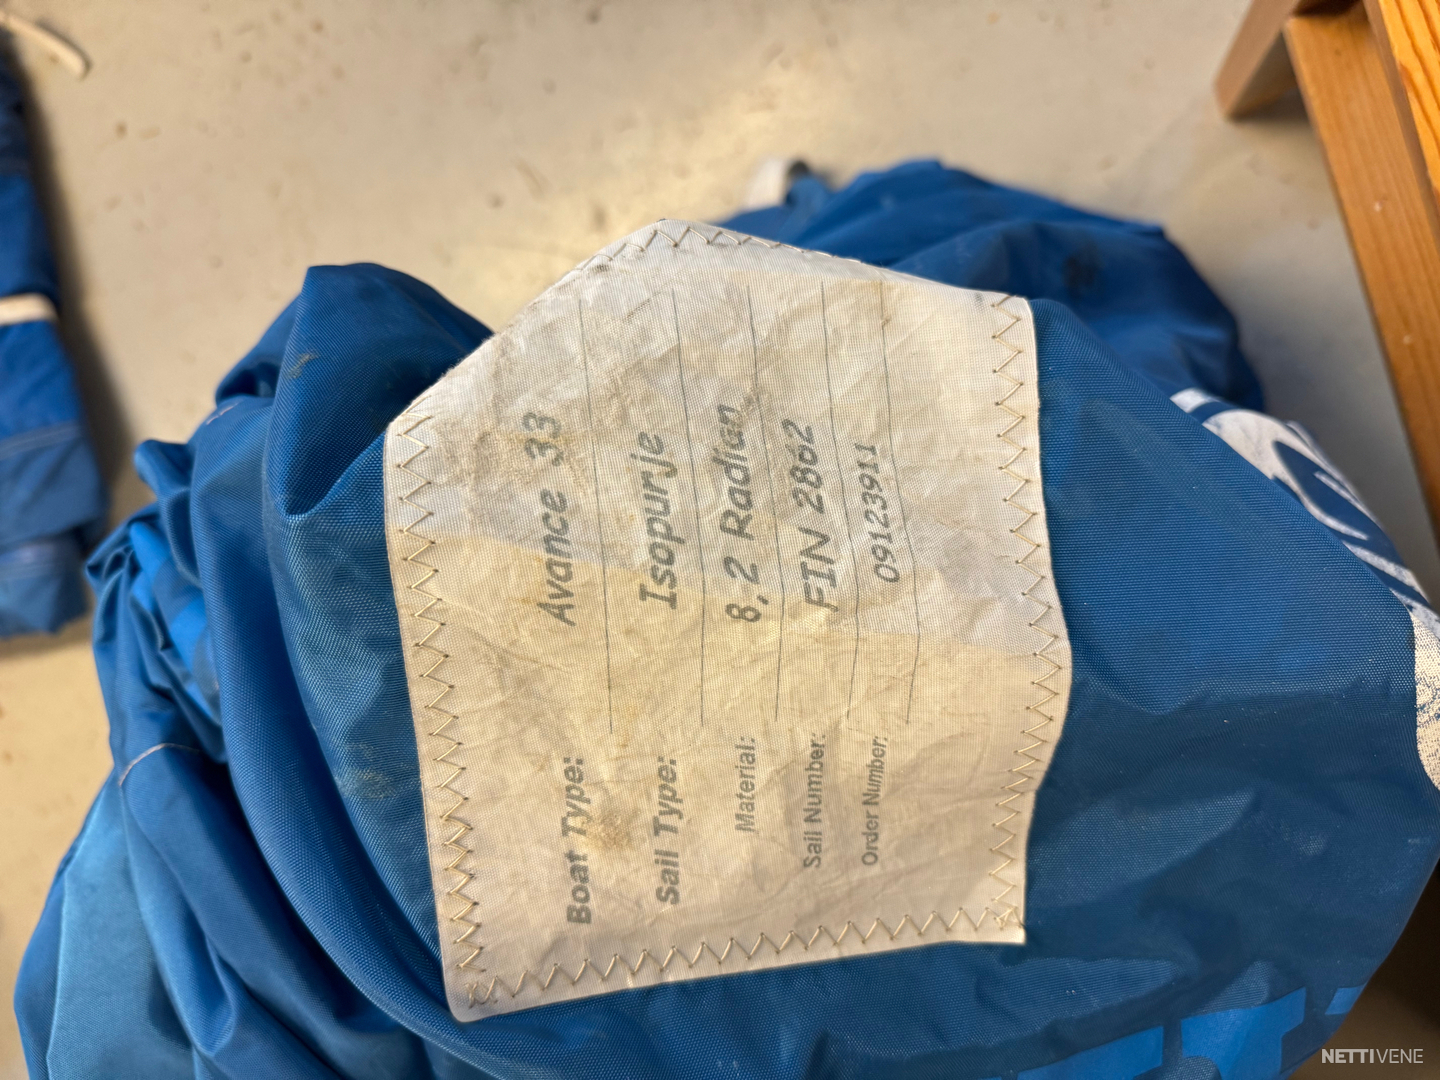 Boat Type: Avance 33
Sail Type: Isopurje
Material: 8,2 Radian
Sail Number: FIN 2862
Order Number: 09123911
NETTIVENE